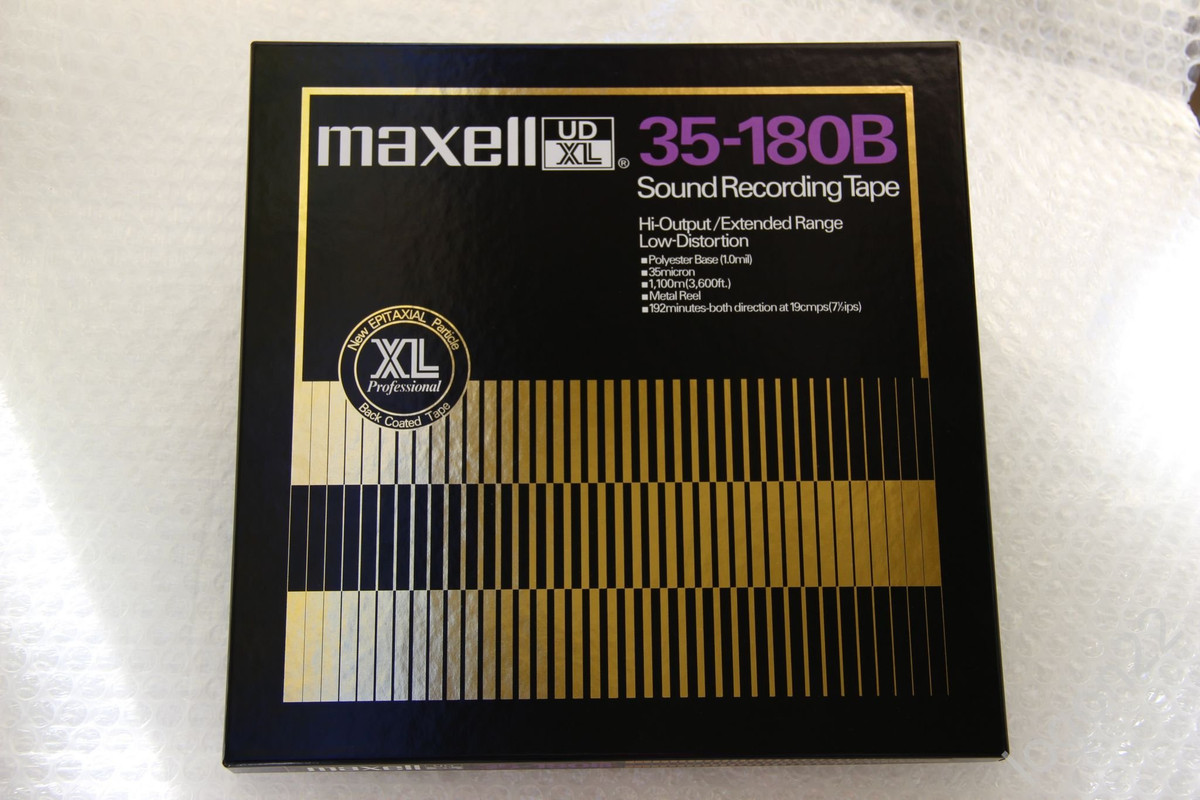 maxell UD XL ® 35-180B
Sound Recording Tape
Hi-Output/Extended Range
Low-Distortion
■Polyester Base (1.0mil)
■35micron
■1,100m(3,600ft.)
■Metal Reel
■192minutes-both direction at 19cmps(7½ips)
New EPITAXIAL Particle
XL
Professional
Back Coated Tape
maxell